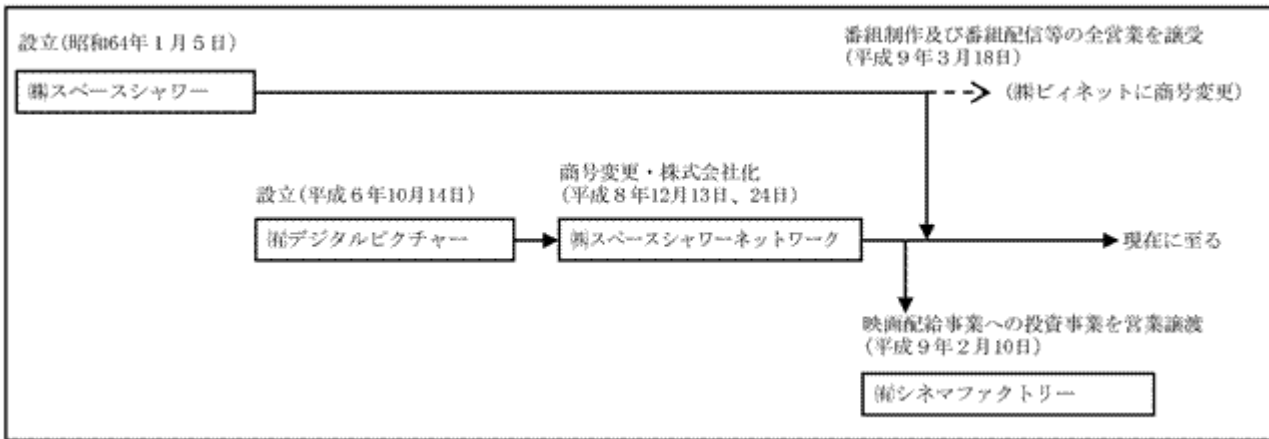 設立(昭和64年1月5日)
㈱スペースシャワー
番組制作及び番組配信等の全営業を譲受
(平成9年3月18日)
(㈱ビィネットに商号変更)
設立(平成6年10月14日)
㈲デジタルピクチャー
商号変更・株式会社化
(平成8年12月13日、24日)
㈱スペースシャワーネットワーク
現在に至る
映画配給事業への投資事業を営業譲渡
(平成9年2月10日)
㈲シネマファクトリー